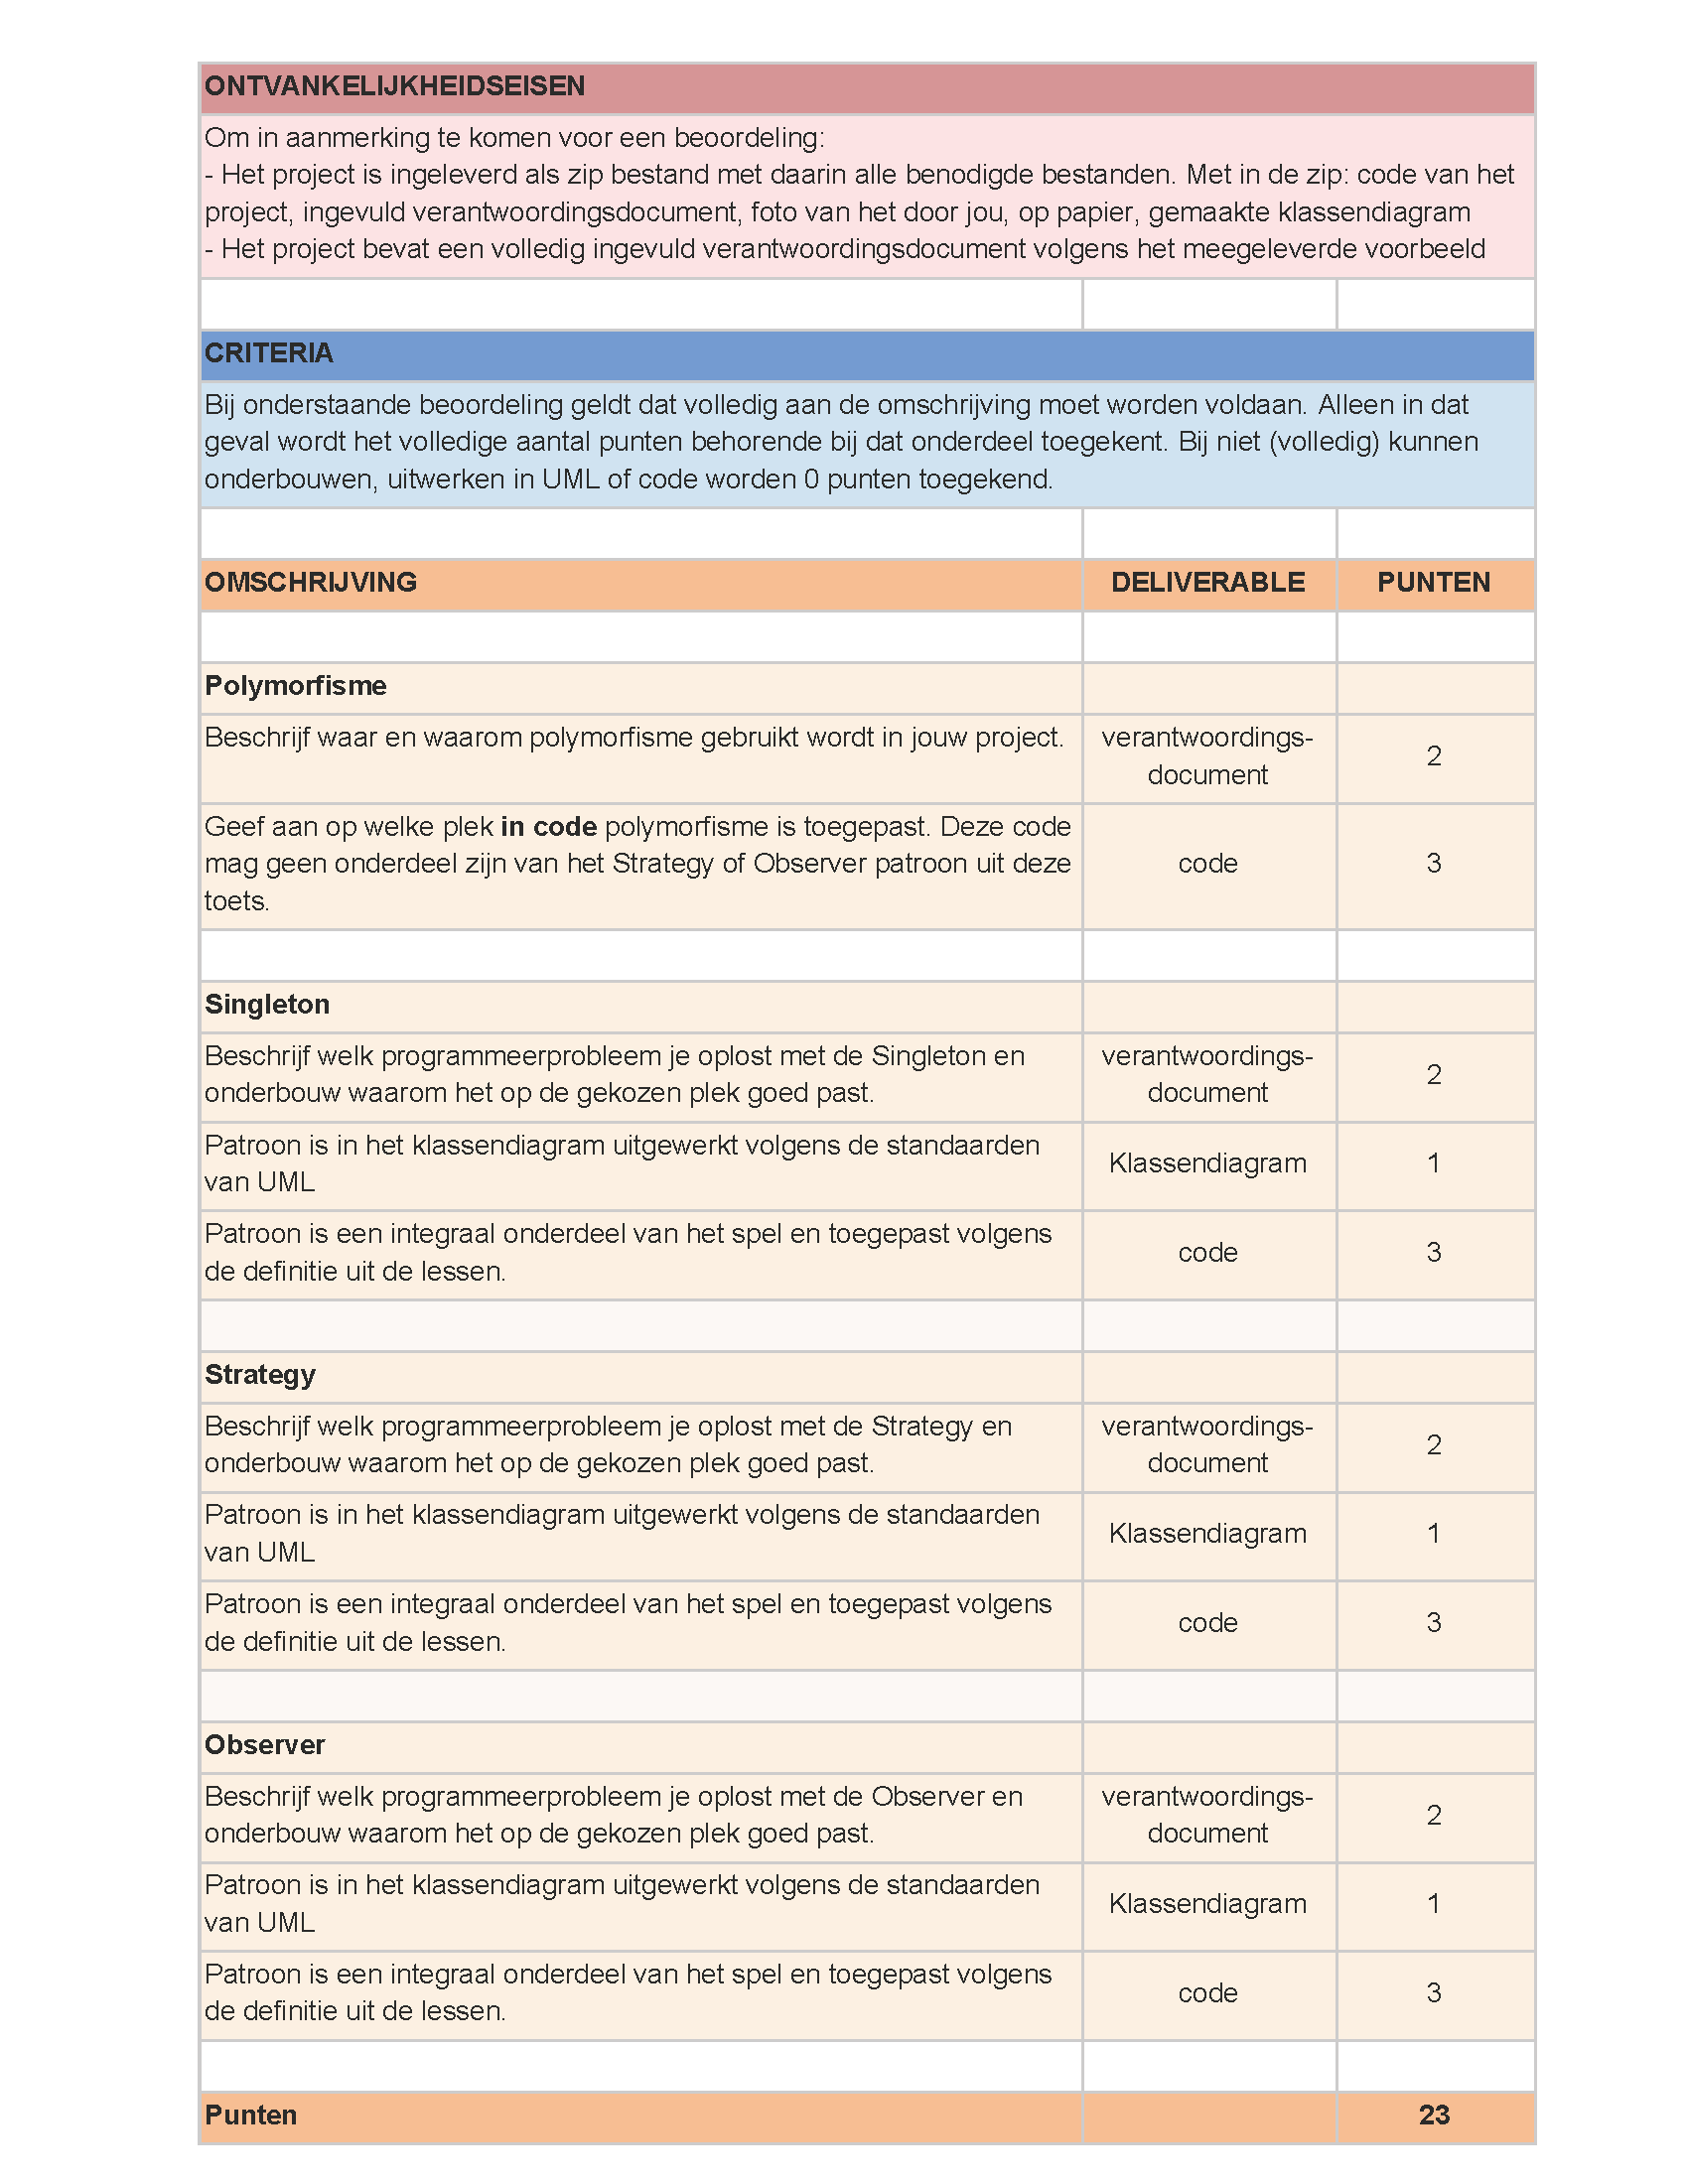 ONTVANKELIJKHEIDSEISEN
Om in aanmerking te komen voor een beoordeling:
- Het project is ingeleverd als zip bestand met daarin alle benodigde bestanden. Met in de zip: code van het
project, ingevuld verantwoordingsdocument, foto van het door jou, op papier, gemaakte klassendiagram
- Het project bevat een volledig ingevuld verantwoordingsdocument volgens het meegeleverde voorbeeld
CRITERIA
Bij onderstaande beoordeling geldt dat volledig aan de omschrijving moet worden voldaan. Alleen in dat
geval wordt het volledige aantal punten behorende bij dat onderdeel toegekent. Bij niet (volledig) kunnen
onderbouwen, uitwerken in UML of code worden 0 punten toegekend.
OMSCHRIJVING DELIVERABLE PUNTEN
Polymorfisme
Beschrijf waar en waarom polymorfisme gebruikt wordt in jouw project.
verantwoordings-
document
2
Geef aan op welke plek in code polymorfisme is toegepast. Deze code
mag geen onderdeel zijn van het Strategy of Observer patroon uit deze
toets.
code
3
Singleton
Beschrijf welk programmeerprobleem je oplost met de Singleton en
onderbouw waarom het op de gekozen plek goed past.
verantwoordings-
document
2
Patroon is in het klassendiagram uitgewerkt volgens de standaarden
van UML
Klassendiagram
1
Patroon is een integraal onderdeel van het spel en toegepast volgens
de definitie uit de lessen.
code
3
Strategy
Beschrijf welk programmeerprobleem je oplost met de Strategy en
onderbouw waarom het op de gekozen plek goed past.
verantwoordings-
document
2
Patroon is in het klassendiagram uitgewerkt volgens de standaarden
van UML
Klassendiagram
1
Patroon is een integraal onderdeel van het spel en toegepast volgens
de definitie uit de lessen.
code
3
Observer
Beschrijf welk programmeerprobleem je oplost met de Observer en
onderbouw waarom het op de gekozen plek goed past.
verantwoordings-
document
2
Patroon is in het klassendiagram uitgewerkt volgens de standaarden
van UML
Klassendiagram
1
Patroon is een integraal onderdeel van het spel en toegepast volgens
de definitie uit de lessen.
code
3
Punten 23